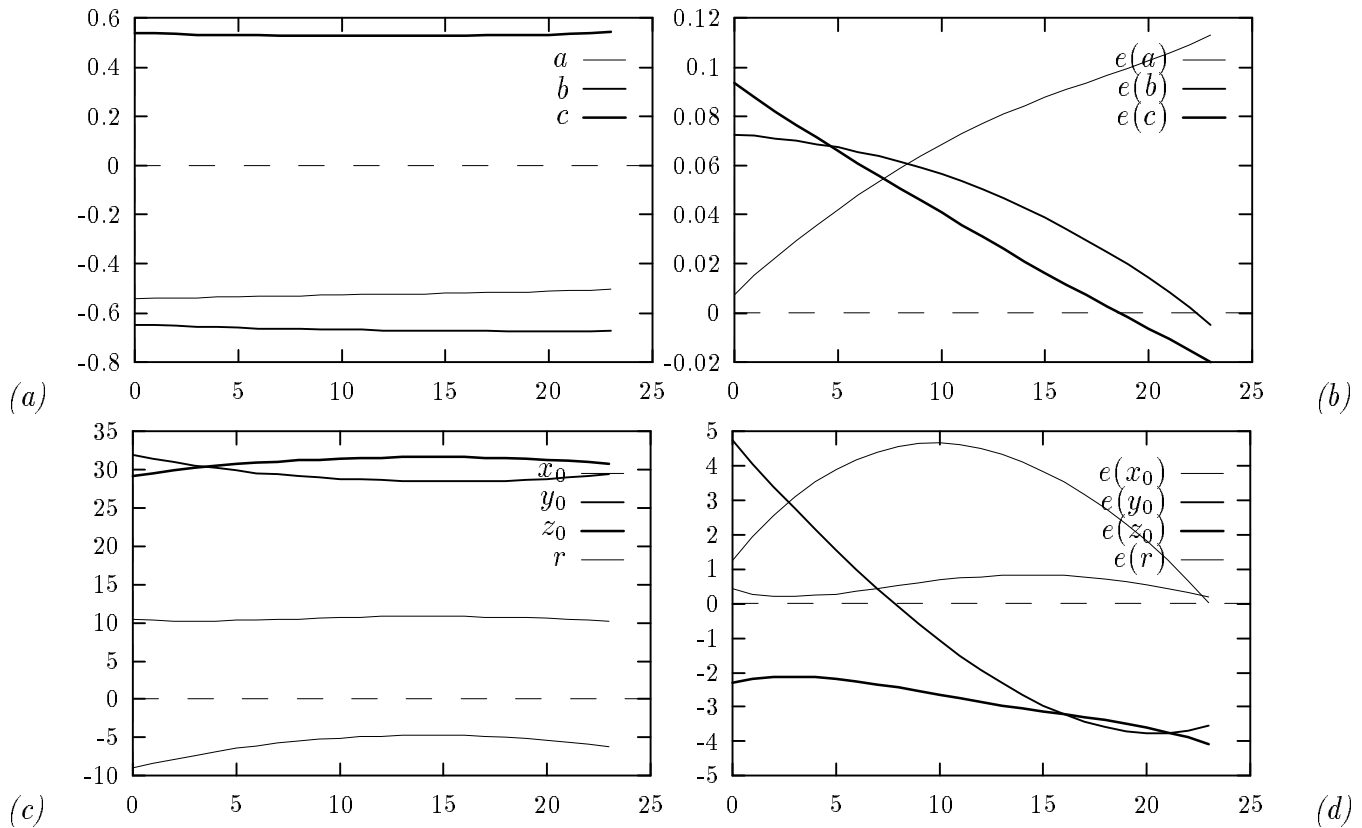 0.6
0.4
0.2
0
-0.2
-0.4
-0.6
-0.8
0 5 10 15 20 25
a
b
c
(a)
0.12
0.1
0.08
0.06
0.04
0.02
0
-0.02
0 5 10 15 20 25
e(a)
e(b)
e(c)
(b)
35
30
25
20
15
10
5
0
-5
-10
0 5 10 15 20 25
x₀
y₀
z₀
r
(c)
5
4
3
2
1
0
-1
-2
-3
-4
-5
0 5 10 15 20 25
e(x₀)
e(y₀)
e(z₀)
e(r)
(d)